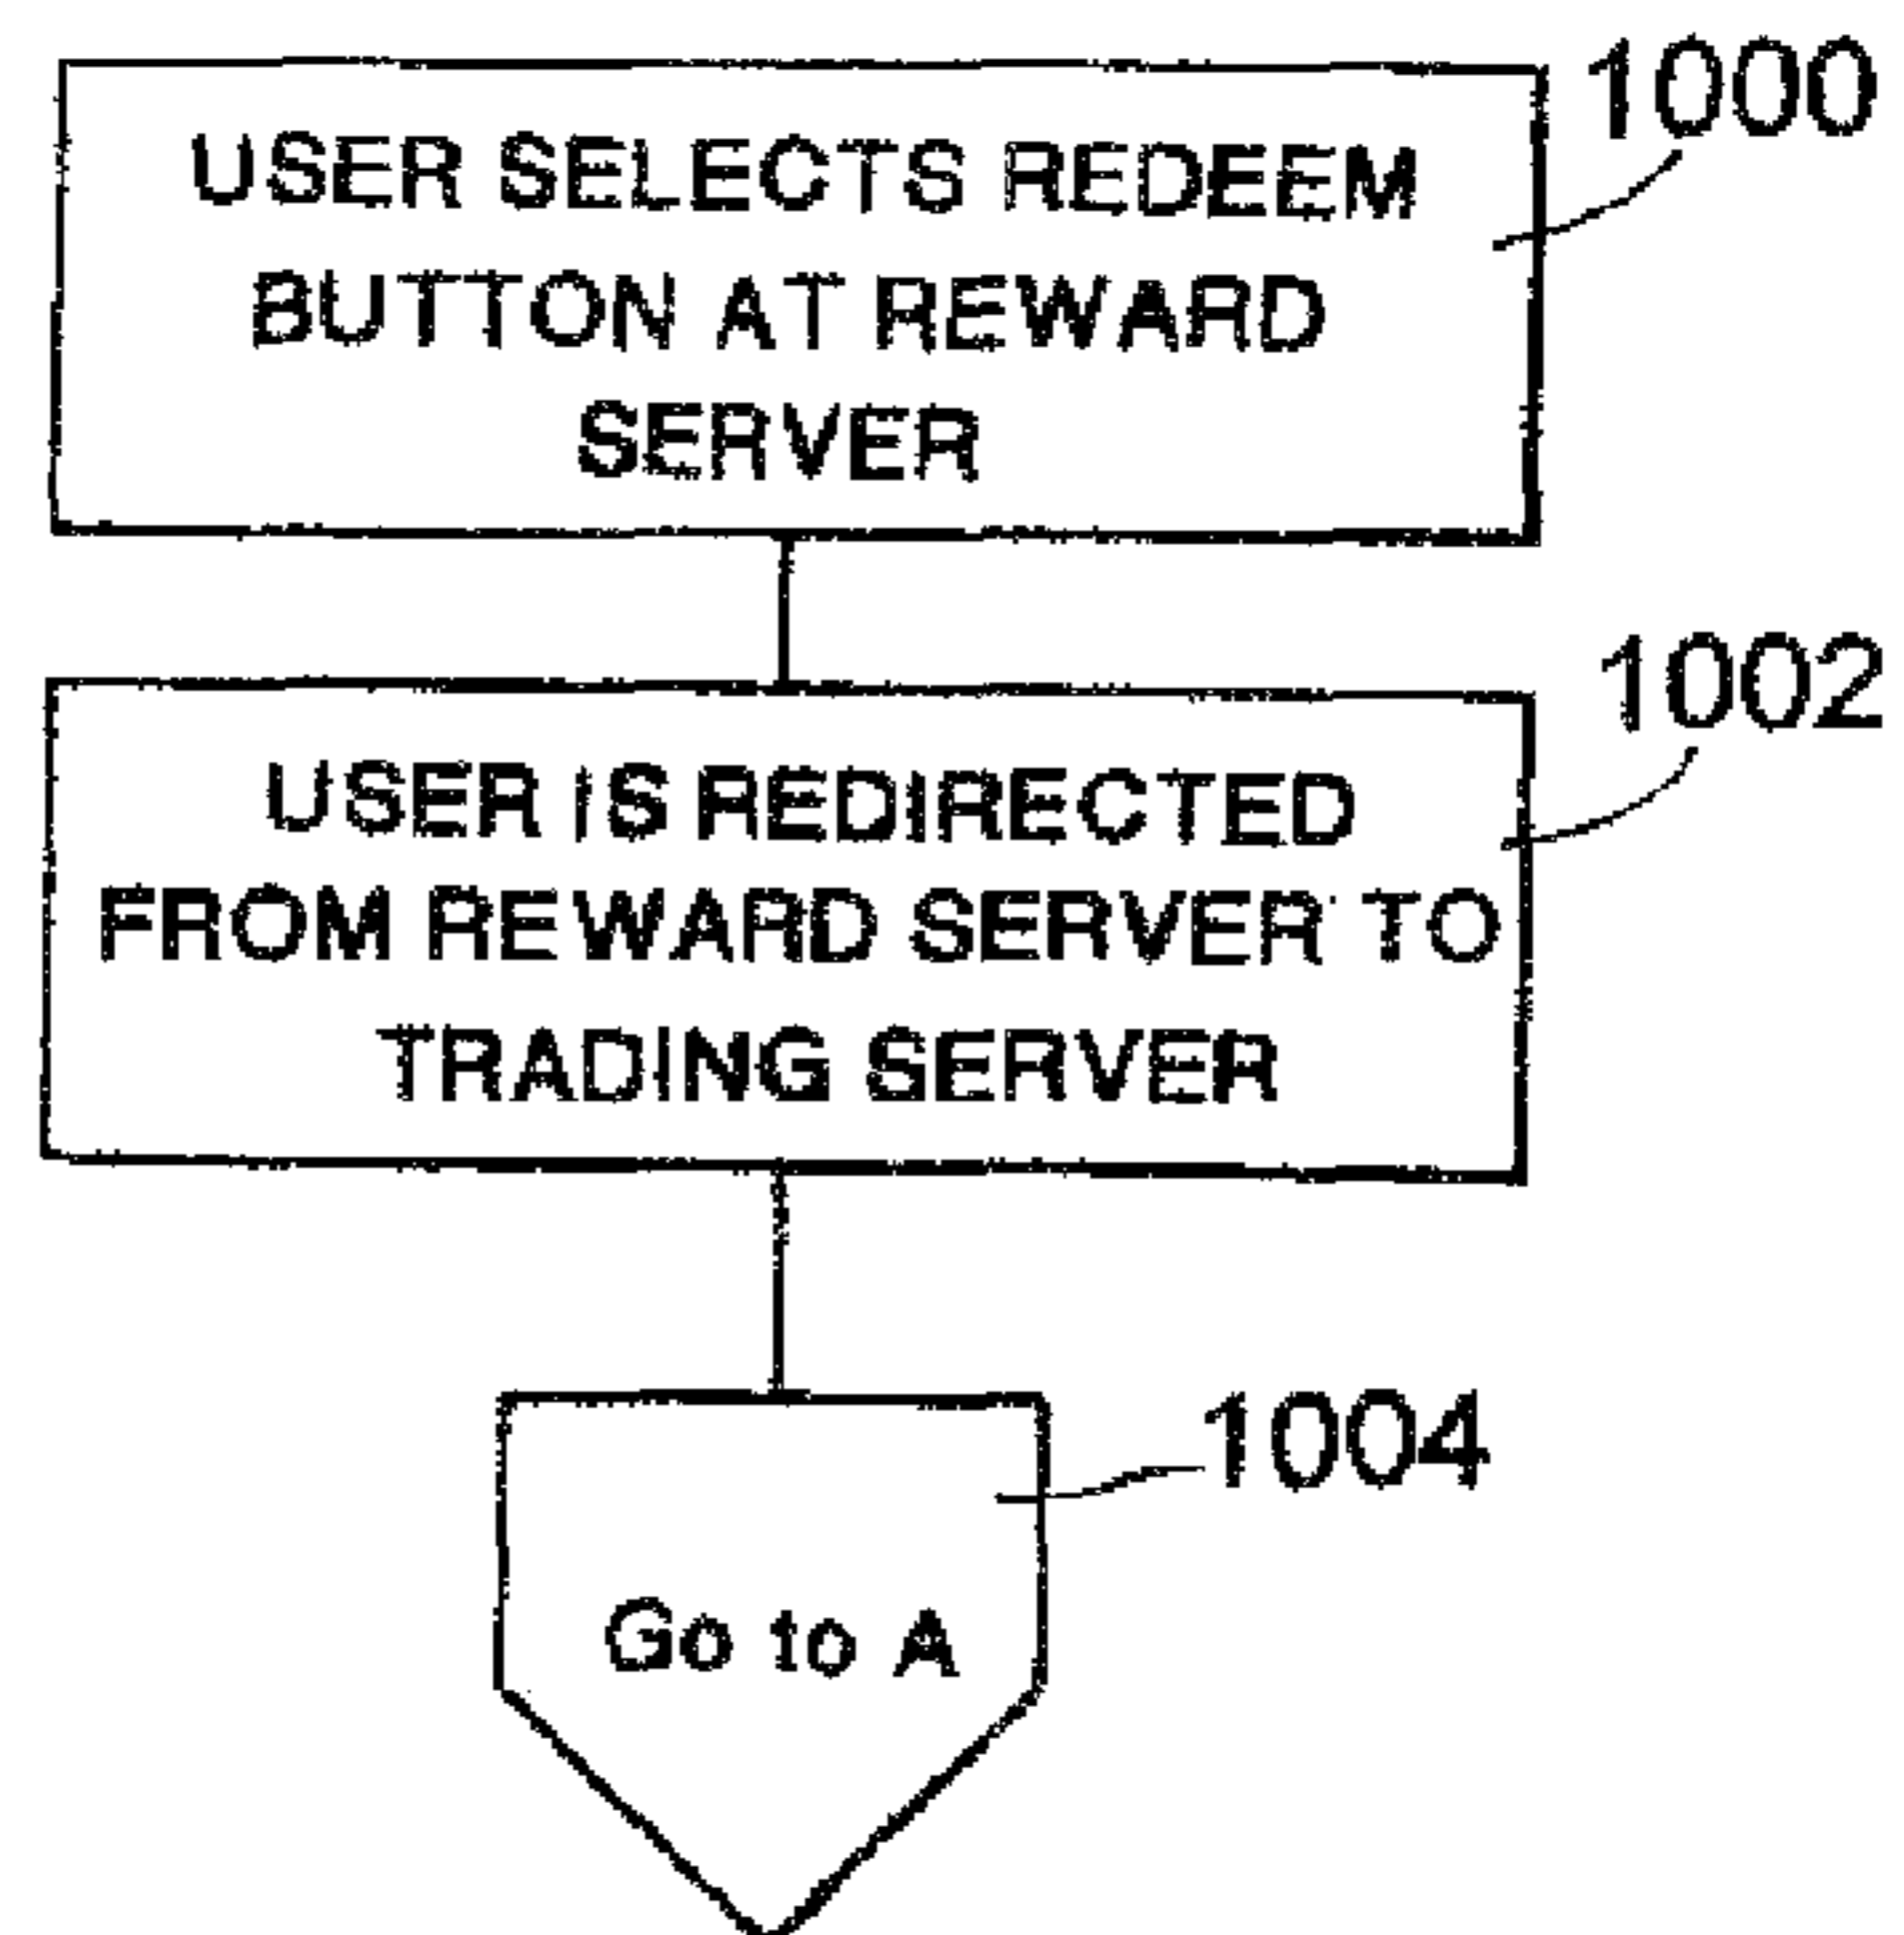 1000
USER SELECTS REDEEM
BUTTON AT REWARD
SERVER
1002
USER IS REDIRECTED
FROM REWARD SERVER TO
TRADING SERVER
1004
Go to A